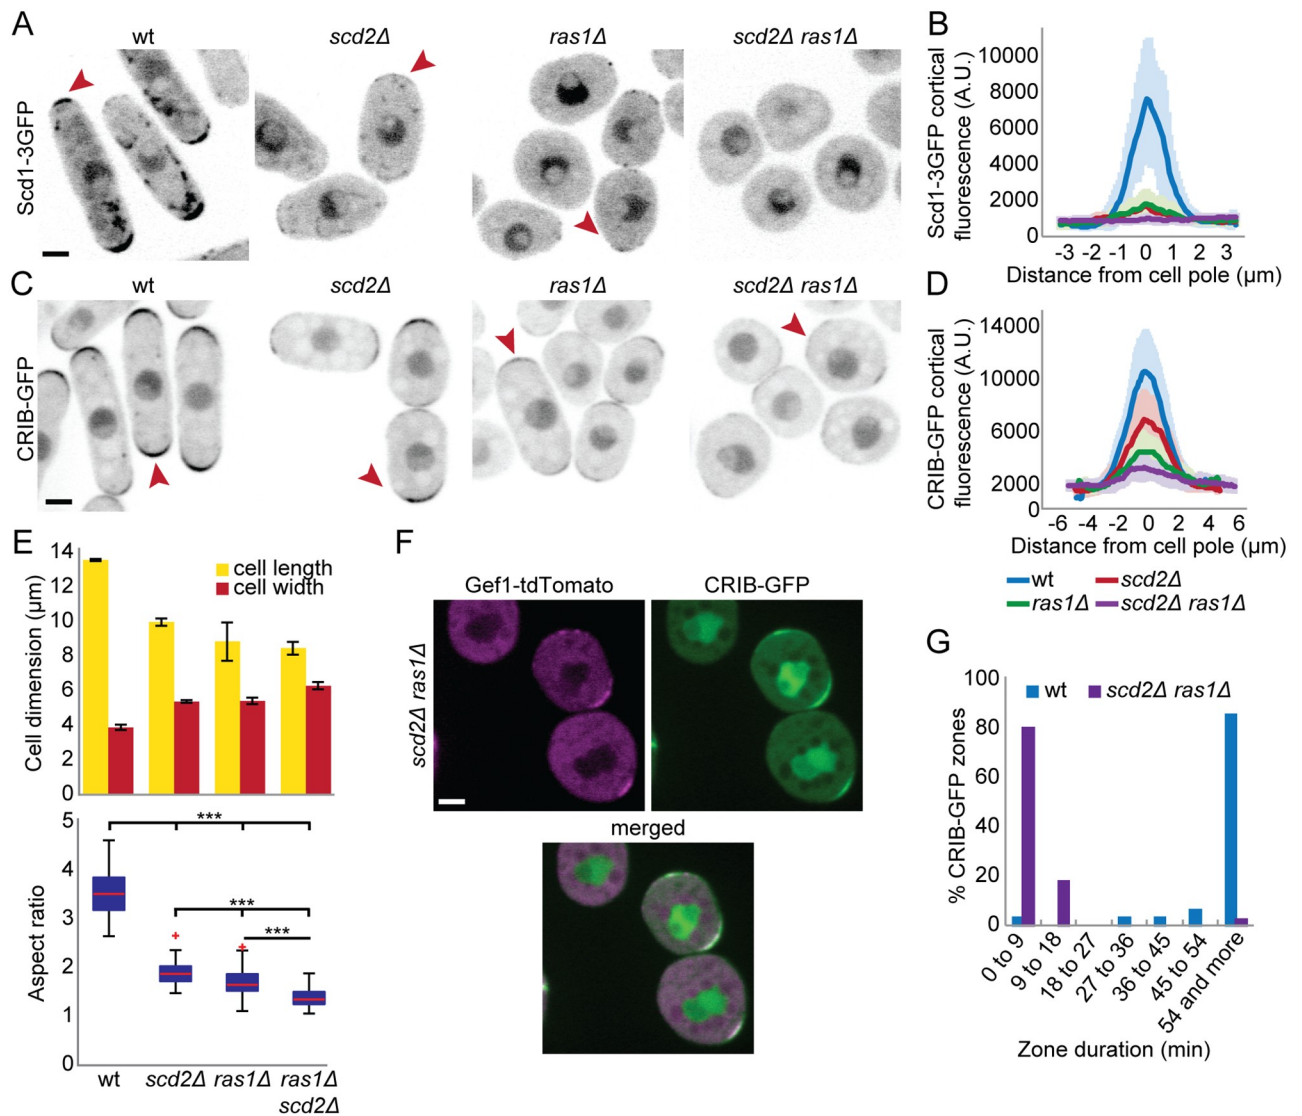 A
wt
scd2Δ
ras1Δ
scd2Δ ras1Δ
Scd1-3GFP
B
Scd1-3GFP cortical
fluorescence (A.U.)
10000
8000
6000
4000
2000
0
-3 -2 -1 0 1 2 3
Distance from cell pole (µm)
C
wt
scd2Δ
ras1Δ
scd2Δ ras1Δ
CRIB-GFP
D
CRIB-GFP cortical
fluorescence (A.U.)
14000
10000
6000
2000
0
-6 -4 -2 0 2 4 6
Distance from cell pole (µm)
wt
scd2Δ
ras1Δ
scd2Δ ras1Δ
E
Cell dimension (µm)
14
12
10
8
6
4
2
0
cell length
cell width
Aspect ratio
5
4
3
2
1
0
***
***
***
wt
scd2Δ
ras1Δ
ras1Δ
scd2Δ
F
Gef1-tdTomato
CRIB-GFP
scd2Δ ras1Δ
merged
G
% CRIB-GFP zones
100
80
60
40
20
0
wt
scd2Δ ras1Δ
0 to 9
9 to 18
18 to 27
27 to 36
36 to 45
45 to 54
54 and more
Zone duration (min)